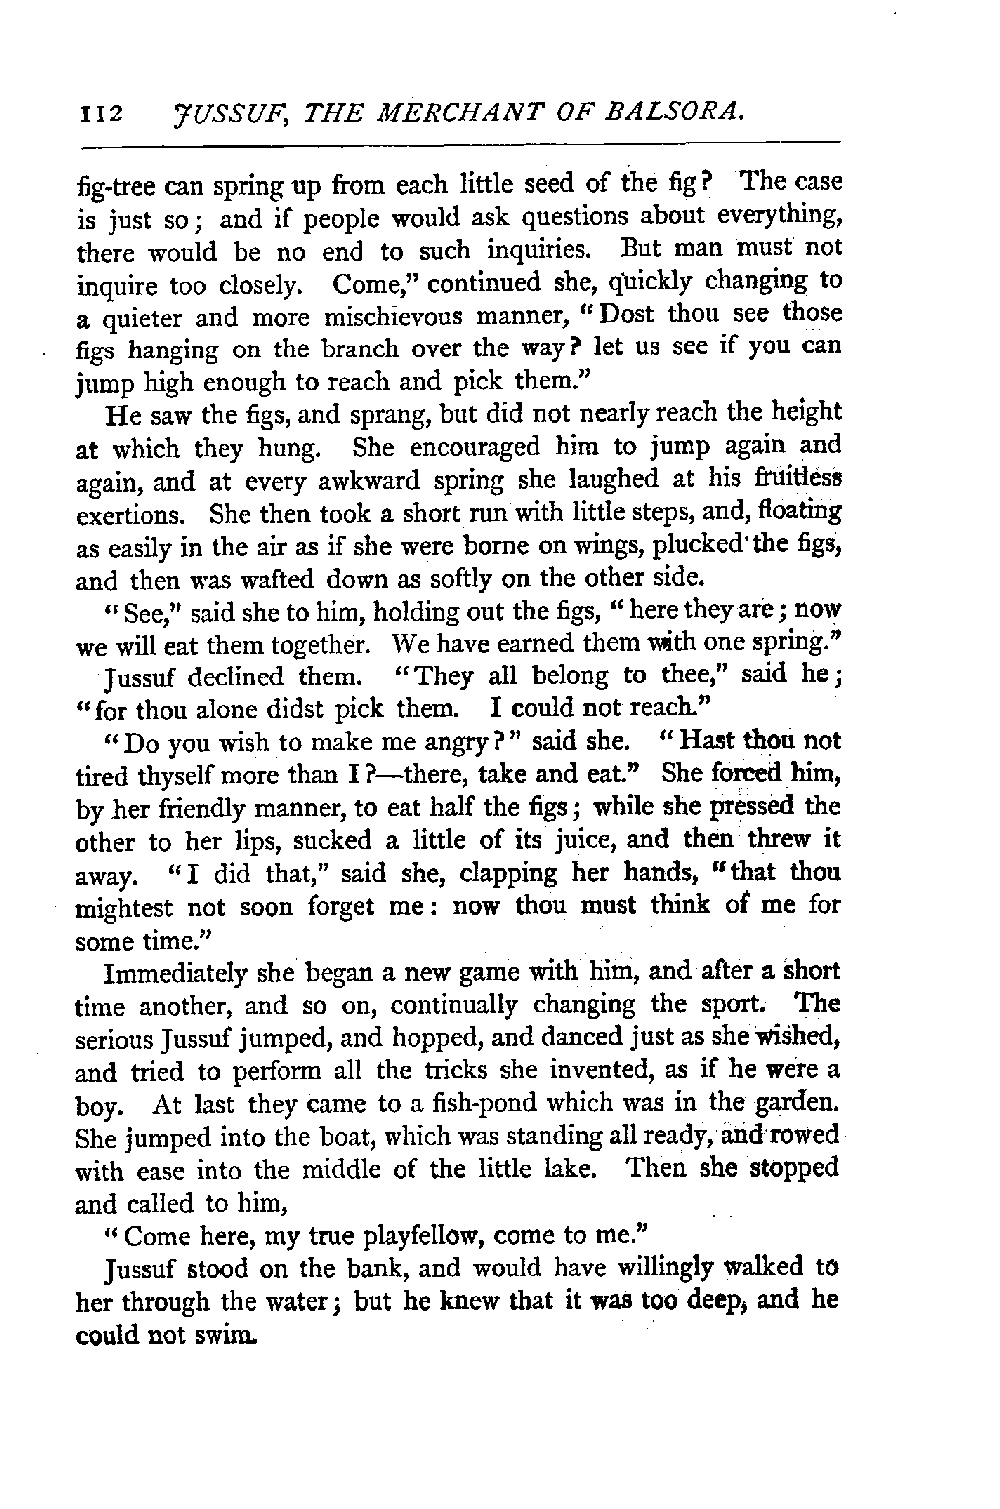 112 JUSSUF, THE MERCHANT OF BALSORA.
fig-tree can spring up from each little seed of the fig? The case
is just so; and if people would ask questions about everything,
there would be no end to such inquiries. But man must not
inquire too closely. Come,” continued she, quickly changing to
a quieter and more mischievous manner, “Dost thou see those
figs hanging on the branch over the way? let us see if you can
jump high enough to reach and pick them.”
He saw the figs, and sprang, but did not nearly reach the height
at which they hung. She encouraged him to jump again and
again, and at every awkward spring she laughed at his fruitless
exertions. She then took a short run with little steps, and, floating
as easily in the air as if she were borne on wings, plucked the figs,
and then was wafted down as softly on the other side.
“See,” said she to him, holding out the figs, “here they are; now
we will eat them together. We have earned them with one spring.”
Jussuf declined them. “They all belong to thee,” said he;
“for thou alone didst pick them. I could not reach.”
“Do you wish to make me angry?” said she. “Hast thou not
tired thyself more than I?—there, take and eat.” She forced him,
by her friendly manner, to eat half the figs; while she pressed the
other to her lips, sucked a little of its juice, and then threw it
away. “I did that,” said she, clapping her hands, “that thou
mightest not soon forget me: now thou must think of me for
some time.”
Immediately she began a new game with him, and after a short
time another, and so on, continually changing the sport. The
serious Jussuf jumped, and hopped, and danced just as she wished,
and tried to perform all the tricks she invented, as if he were a
boy. At last they came to a fish-pond which was in the garden.
She jumped into the boat, which was standing all ready, and rowed
with ease into the middle of the little lake. Then she stopped
and called to him,
“Come here, my true playfellow, come to me.”
Jussuf stood on the bank, and would have willingly walked to
her through the water; but he knew that it was too deep, and he
could not swim.